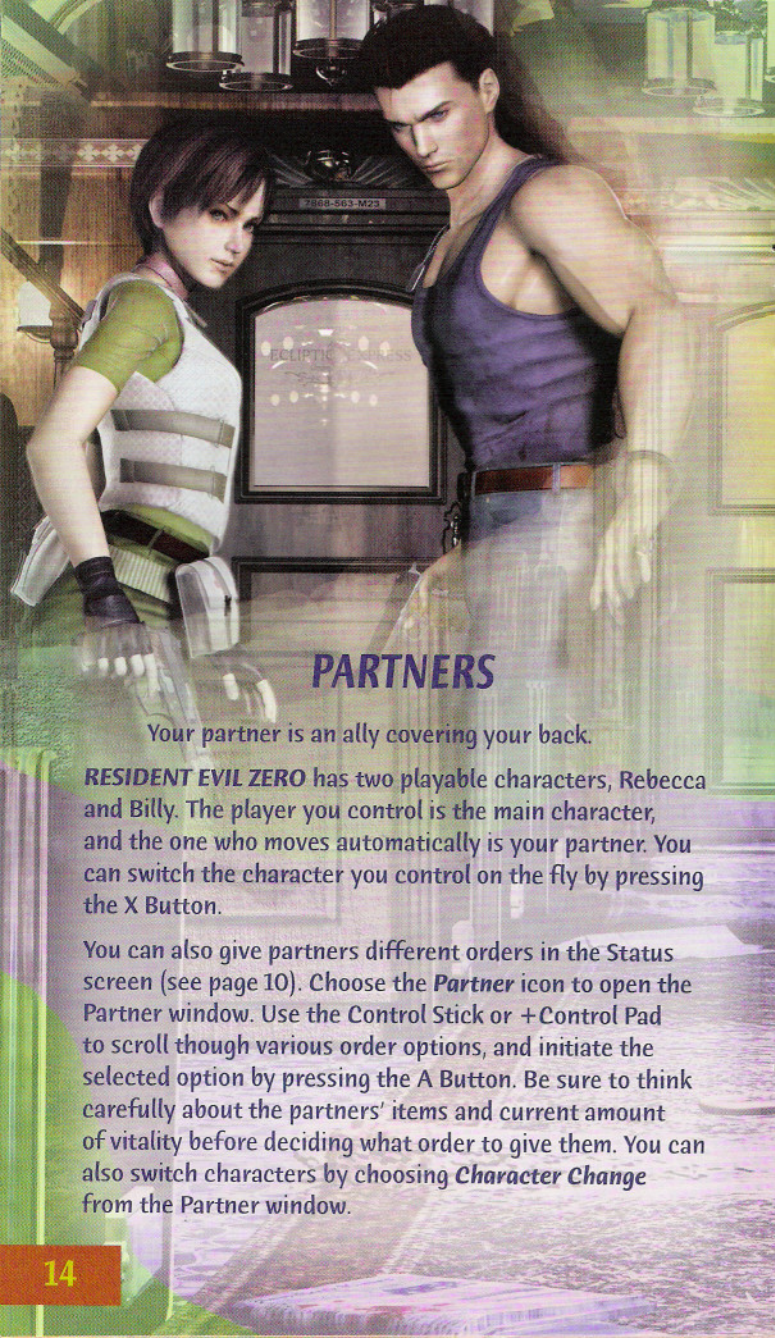 7868-563-M23
ECLIPTIC EXPRESS
PARTNERS
Your partner is an ally covering your back.
RESIDENT EVIL ZERO has two playable characters, Rebecca
and Billy. The player you control is the main character,
and the one who moves automatically is your partner. You
can switch the character you control on the fly by pressing
the X Button.
You can also give partners different orders in the Status
screen (see page 10). Choose the Partner icon to open the
Partner window. Use the Control Stick or +Control Pad
to scroll though various order options, and initiate the
selected option by pressing the A Button. Be sure to think
carefully about the partners' items and current amount
of vitality before deciding what order to give them. You can
also switch characters by choosing Character Change
from the Partner window.
14